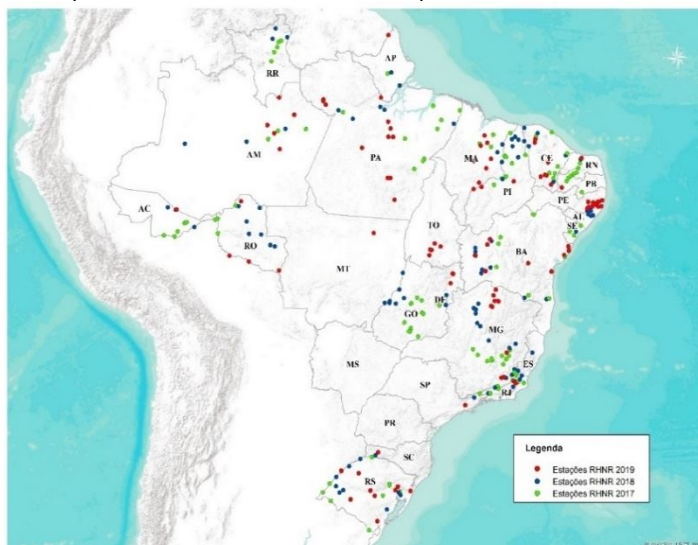 RR
AP
AM
PA
MA
CE
RN
PB
PI
PE
AL
SE
AC
RO
TO
BA
MT
DF
GO
MG
ES
MS
SP
RJ
PR
SC
RS
Legenda
Estações RHNR 2019
Estações RHNR 2018
Estações RHNR 2017